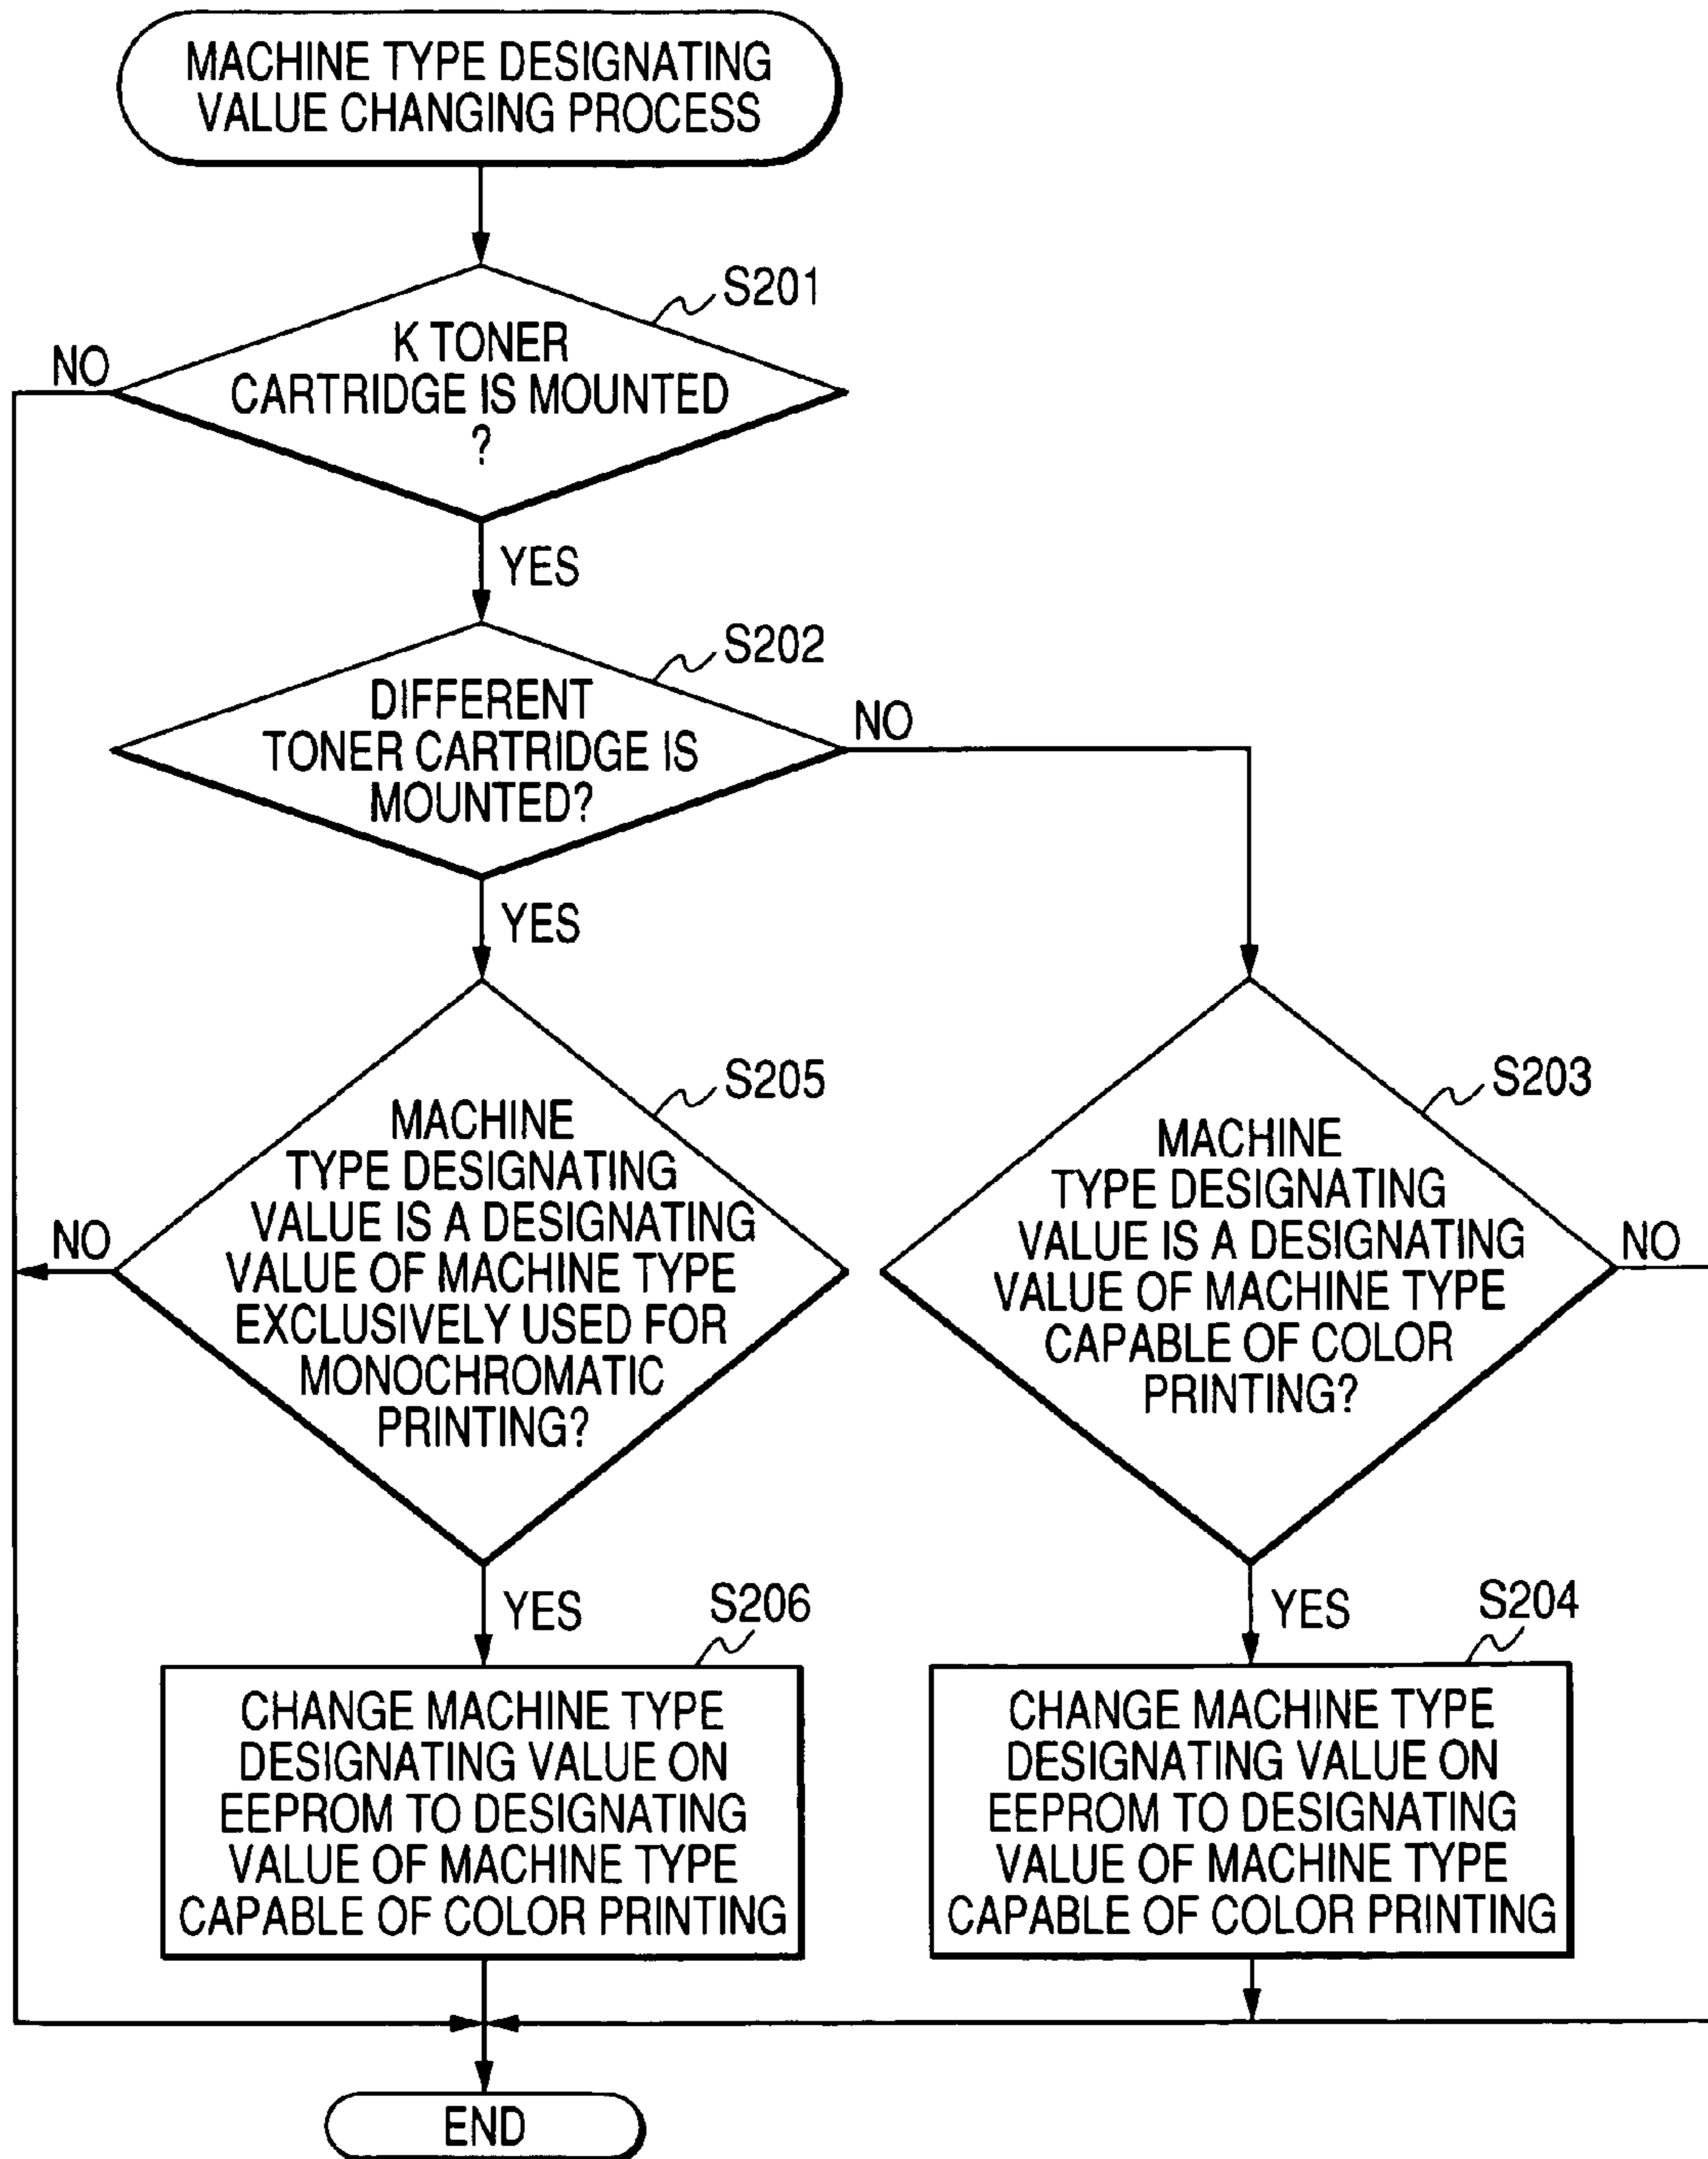 MACHINE TYPE DESIGNATING
VALUE CHANGING PROCESS
S201
K TONER
CARTRIDGE IS MOUNTED
?
NO
YES
S202
DIFFERENT
TONER CARTRIDGE IS
MOUNTED?
NO
YES
S205
MACHINE
TYPE DESIGNATING
VALUE IS A DESIGNATING
VALUE OF MACHINE TYPE
EXCLUSIVELY USED FOR
MONOCHROMATIC
PRINTING?
NO
YES
S203
MACHINE
TYPE DESIGNATING
VALUE IS A DESIGNATING
VALUE OF MACHINE TYPE
CAPABLE OF COLOR
PRINTING?
NO
YES
S206
CHANGE MACHINE TYPE
DESIGNATING VALUE ON
EEPROM TO DESIGNATING
VALUE OF MACHINE TYPE
CAPABLE OF COLOR PRINTING
S204
CHANGE MACHINE TYPE
DESIGNATING VALUE ON
EEPROM TO DESIGNATING
VALUE OF MACHINE TYPE
CAPABLE OF COLOR PRINTING
END